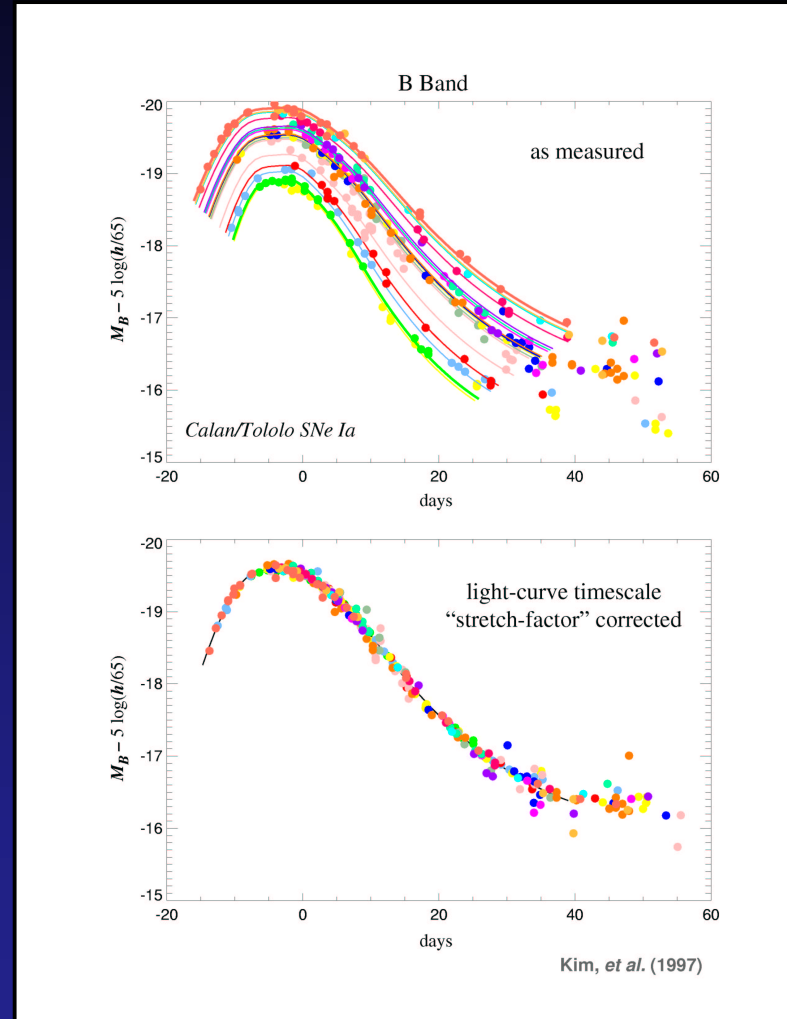 B Band
-20
as measured
-19
-18
-17
-16
-15
M_B – 5 log(h/65)
Calan/Tololo SNe Ia
-20 0 20 40 60
days
-20
light-curve timescale
“stretch-factor” corrected
-19
-18
-17
-16
-15
M_B – 5 log(h/65)
-20 0 20 40 60
days
Kim, et al. (1997)